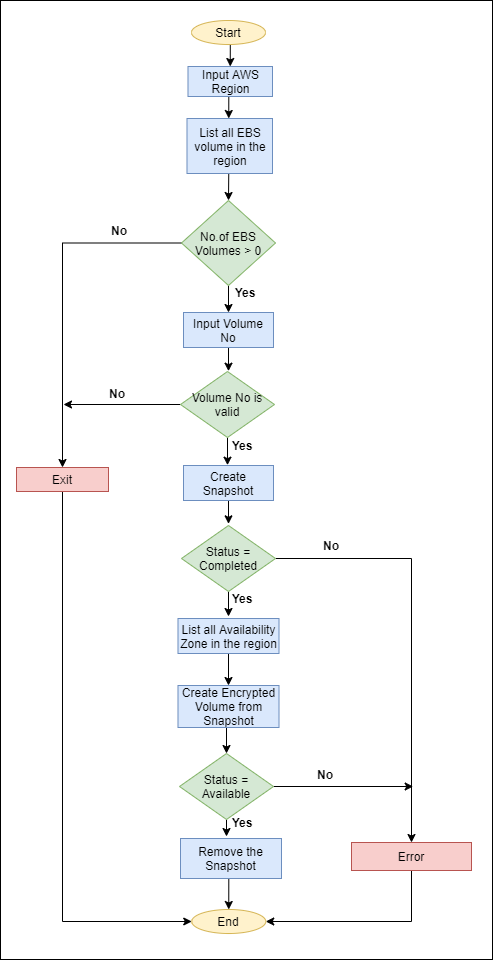 Start
Input AWS
Region
List all EBS
volume in the
region
No.of EBS
Volumes > 0
No
Yes
Input Volume
No
Volume No is
valid
No
Yes
Exit
Create
Snapshot
Status =
Completed
No
Yes
List all Availability
Zone in the region
Create Encrypted
Volume from
Snapshot
Status =
Available
No
Yes
Remove the
Snapshot
Error
End